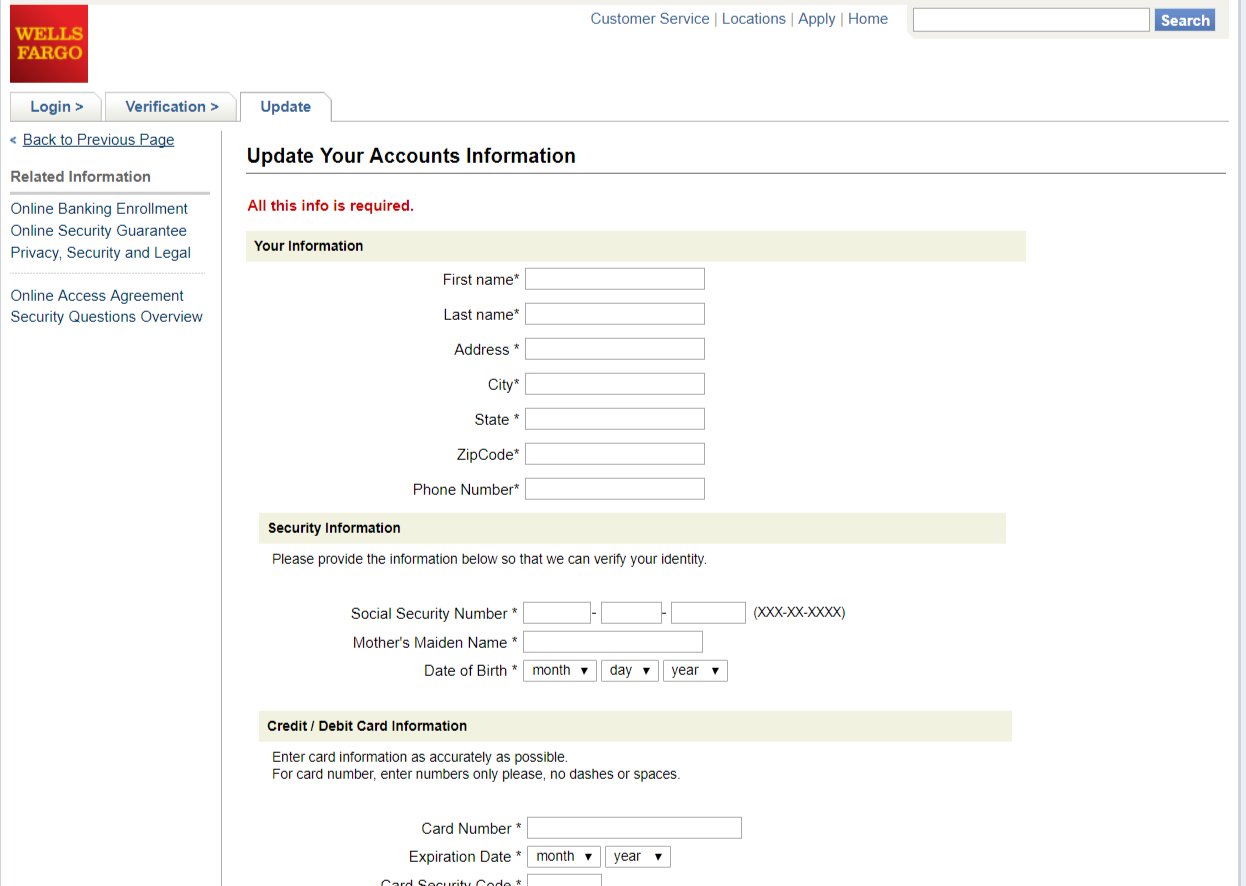 WELLS
FARGO
Customer Service | Locations | Apply | Home
Search
Login >
Verification >
Update
< Back to Previous Page
Related Information
Online Banking Enrollment
Online Security Guarantee
Privacy, Security and Legal
Online Access Agreement
Security Questions Overview
Update Your Accounts Information
All this info is required.
Your Information
First name*
Last name*
Address *
City*
State *
ZipCode*
Phone Number*
Security Information
Please provide the information below so that we can verify your identity.
Social Security Number * - - (XXX-XX-XXXX)
Mother's Maiden Name *
Date of Birth * month day year
Credit / Debit Card Information
Enter card information as accurately as possible.
For card number, enter numbers only please, no dashes or spaces.
Card Number *
Expiration Date * month year
Card Security Code *